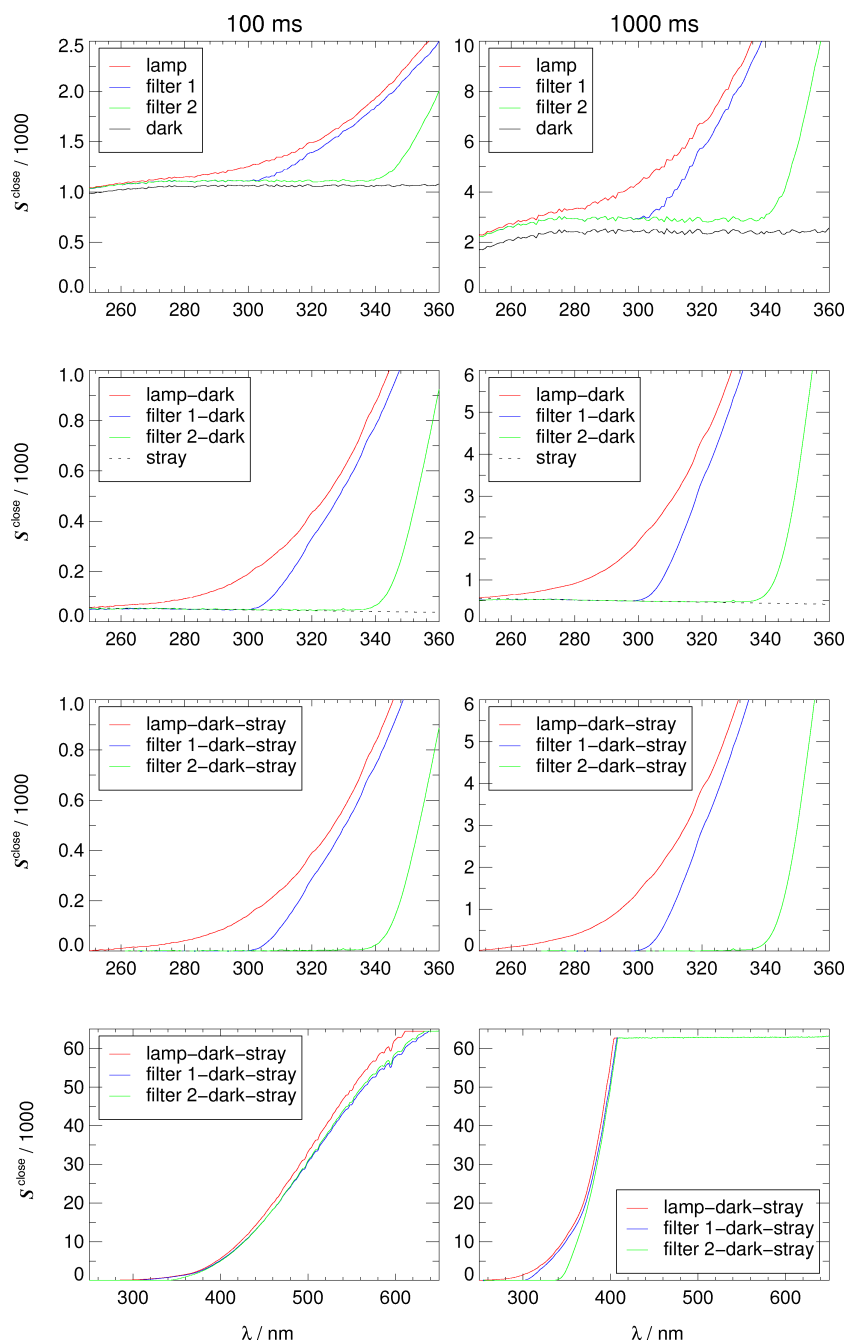 100 ms
1000 ms
2.5
2.0
1.5
1.0
0.5
0.0
S close / 1000
lamp
filter 1
filter 2
dark
260 280 300 320 340 360
10
8
6
4
2
0
lamp
filter 1
filter 2
dark
260 280 300 320 340 360
1.0
0.8
0.6
0.4
0.2
0.0
S close / 1000
lamp−dark
filter 1−dark
filter 2−dark
stray
260 280 300 320 340 360
6
5
4
3
2
1
0
lamp−dark
filter 1−dark
filter 2−dark
stray
260 280 300 320 340 360
1.0
0.8
0.6
0.4
0.2
0.0
S close / 1000
lamp−dark−stray
filter 1−dark−stray
filter 2−dark−stray
260 280 300 320 340 360
6
5
4
3
2
1
0
lamp−dark−stray
filter 1−dark−stray
filter 2−dark−stray
260 280 300 320 340 360
60
50
40
30
20
10
0
S close / 1000
lamp−dark−stray
filter 1−dark−stray
filter 2−dark−stray
300 400 500 600
λ / nm
60
50
40
30
20
10
0
lamp−dark−stray
filter 1−dark−stray
filter 2−dark−stray
300 400 500 600
λ / nm